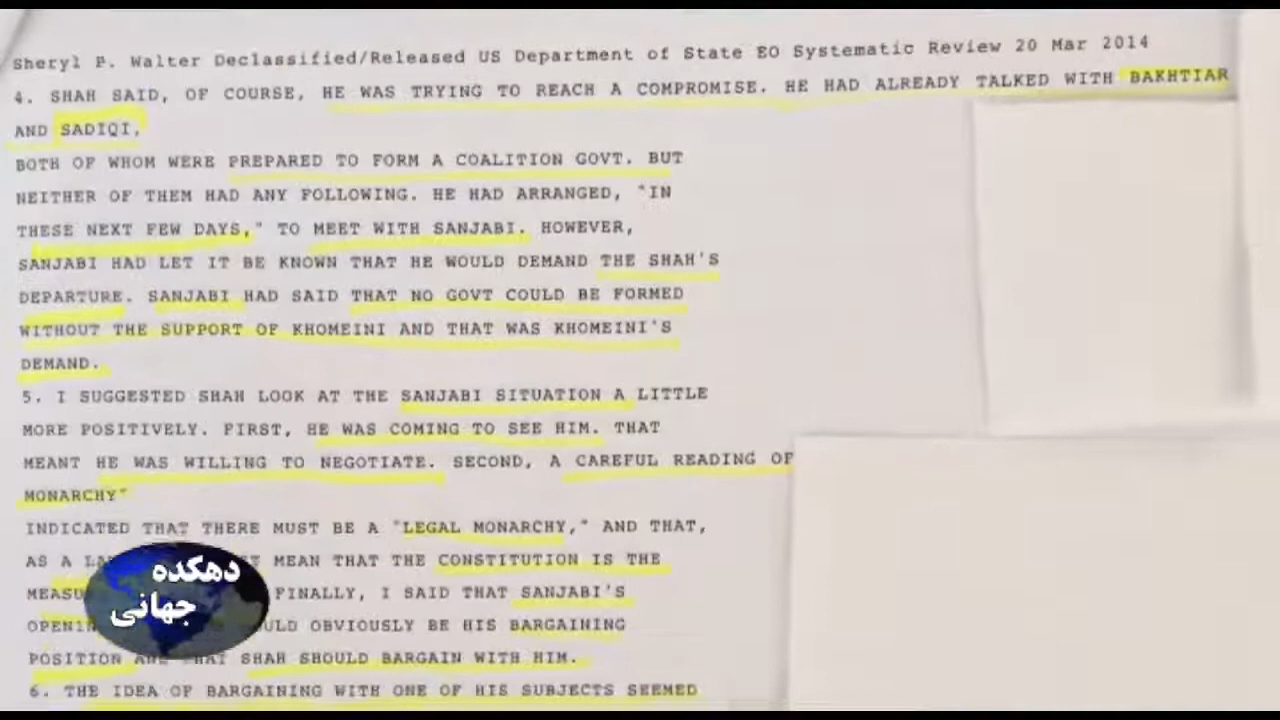 Sheryl P. Walter Declassified/Released US Department of State EO Systematic Review 20 Mar 2014
4. SHAH SAID, OF COURSE, HE WAS TRYING TO REACH A COMPROMISE. HE HAD ALREADY TALKED WITH BAKHTIAR
AND SADIQI,
BOTH OF WHOM WERE PREPARED TO FORM A COALITION GOVT. BUT
NEITHER OF THEM HAD ANY FOLLOWING. HE HAD ARRANGED, "IN
THESE NEXT FEW DAYS," TO MEET WITH SANJABI. HOWEVER,
SANJABI HAD LET IT BE KNOWN THAT HE WOULD DEMAND THE SHAH'S
DEPARTURE. SANJABI HAD SAID THAT NO GOVT COULD BE FORMED
WITHOUT THE SUPPORT OF KHOMEINI AND THAT WAS KHOMEINI'S
DEMAND.
5. I SUGGESTED SHAH LOOK AT THE SANJABI SITUATION A LITTLE
MORE POSITIVELY. FIRST, HE WAS COMING TO SEE HIM. THAT
MEANT HE WAS WILLING TO NEGOTIATE. SECOND, A CAREFUL READING OF
MONARCHY"
INDICATED THAT THERE MUST BE A "LEGAL MONARCHY," AND THAT,
AS A MEAN THAT THE CONSTITUTION IS THE
FINALLY, I SAID THAT SANJABI'S
OBVIOUSLY BE HIS BARGAINING
POSITION THAT SHAH SHOULD BARGAIN WITH HIM.
6. THE IDEA OF BARGAINING WITH ONE OF HIS SUBJECTS SEEMED
دهکده
جهانی